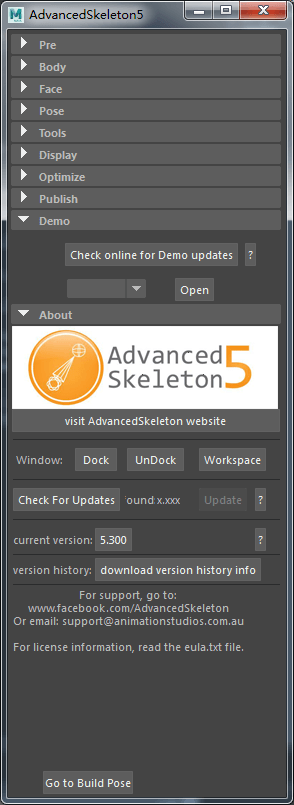 AdvancedSkeleton5
Pre
Body
Face
Pose
Tools
Display
Optimize
Publish
Demo
Check online for Demo updates ?
Open
About
Advanced
Skeleton 5
visit AdvancedSkeleton website
Window: Dock UnDock Workspace
Check For Updates ound x.xxx Update ?
current version: 5.300 ?
version history: download version history info
For support, go to:
www.facebook.com/AdvancedSkeleton
Or email: support@animationstudios.com.au
For license information, read the eula.txt file.
Go to Build Pose